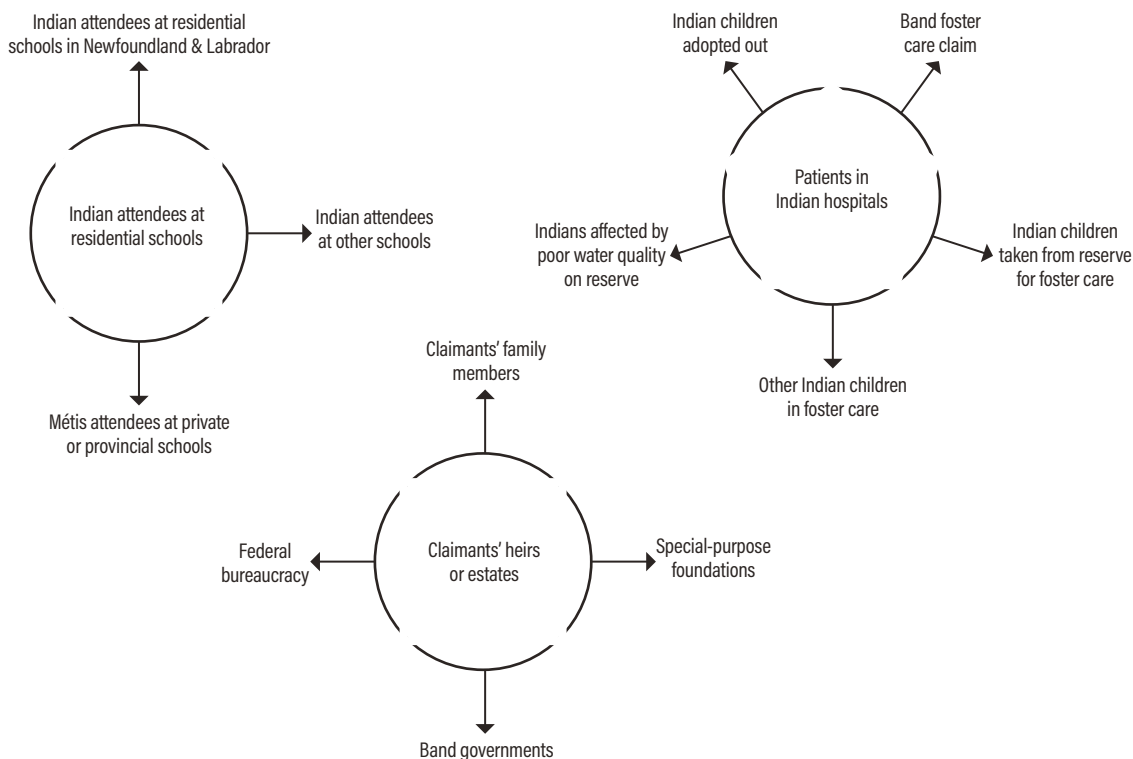 Indian attendees at residential
schools in Newfoundland & Labrador
Indian attendees at
residential schools
Indian attendees
at other schools
Métis attendees at private
or provincial schools
Indian children
adopted out
Band foster
care claim
Patients in
Indian hospitals
Indians affected by
poor water quality
on reserve
Indian children
taken from reserve
for foster care
Other Indian children
in foster care
Claimants' family
members
Federal
bureaucracy
Claimants' heirs
or estates
Special-purpose
foundations
Band governments